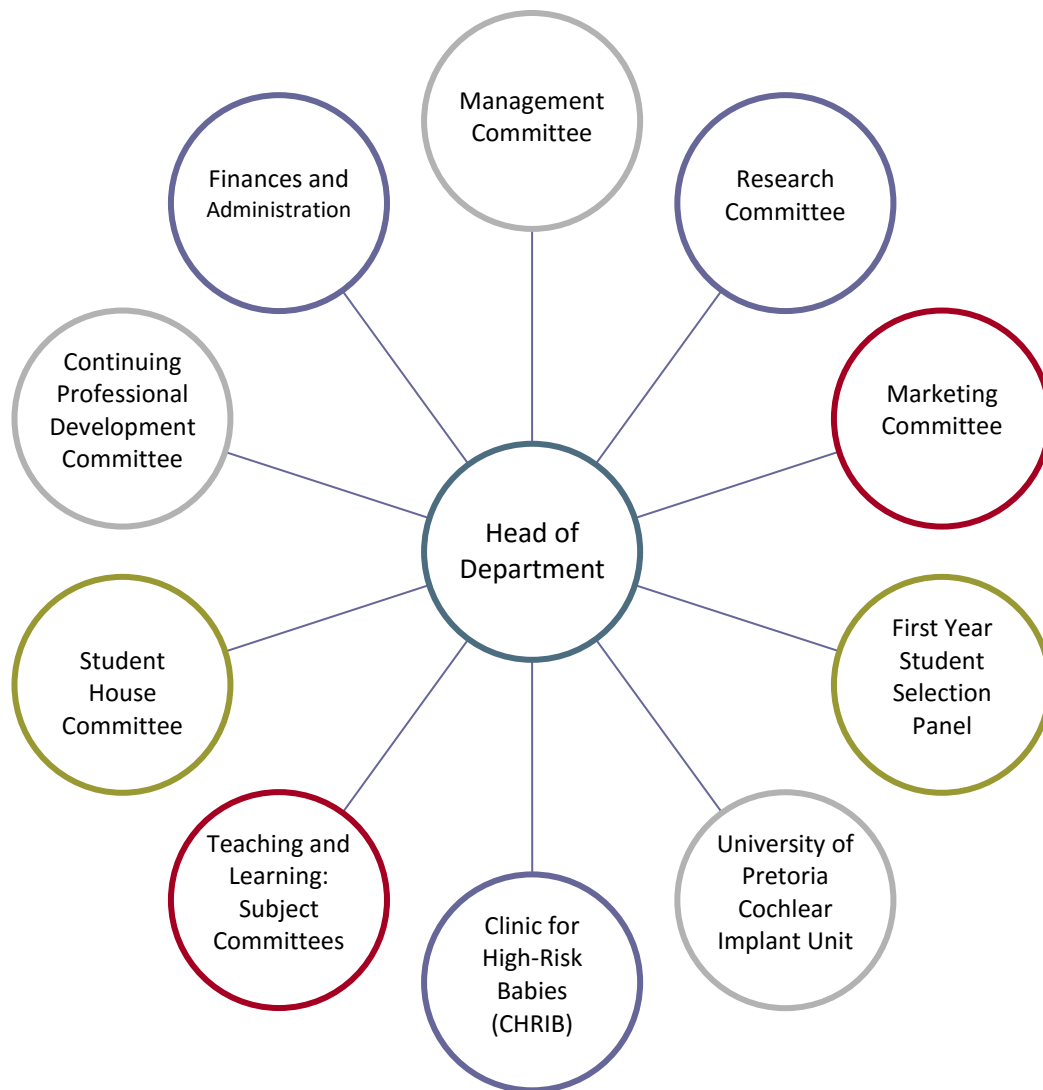 Management
Committee
Research
Committee
Marketing
Committee
First Year
Student
Selection
Panel
University of
Pretoria
Cochlear
Implant Unit
Clinic for
High-Risk
Babies
(CHRIB)
Teaching and
Learning:
Subject
Committees
Student
House
Committee
Continuing
Professional
Development
Committee
Finances and
Administration
Head of
Department